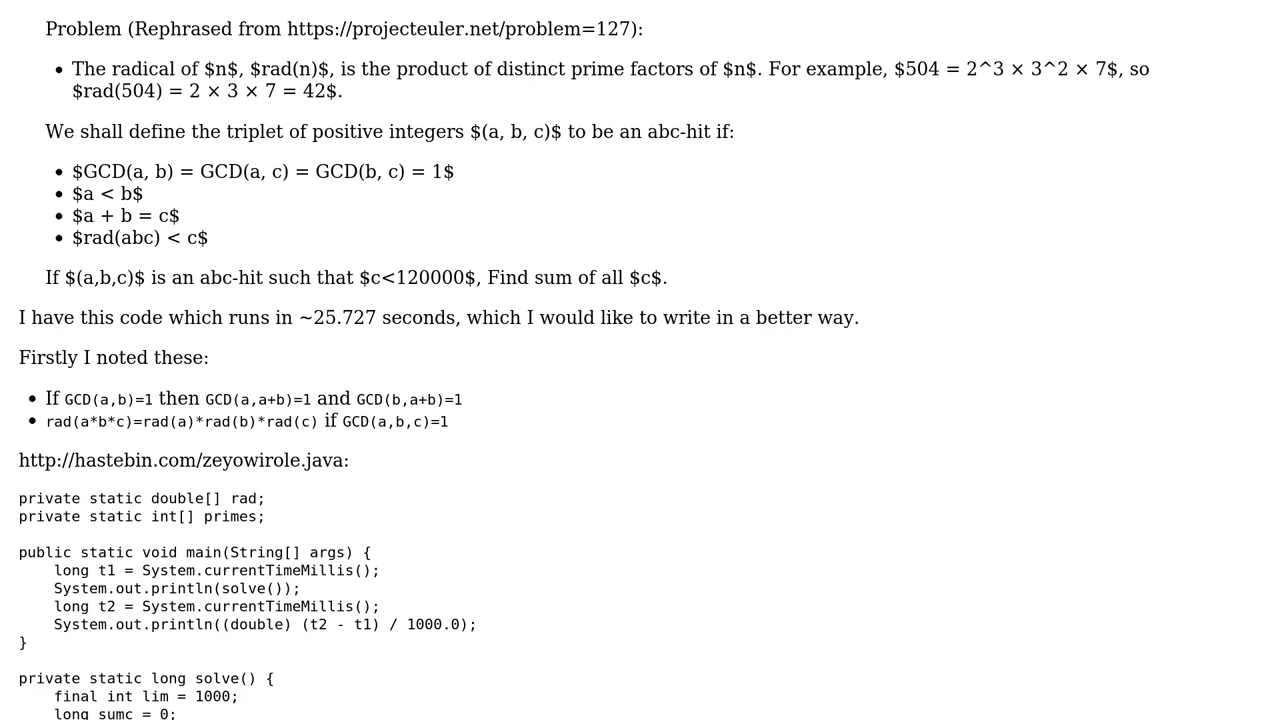 Problem (Rephrased from https://projecteuler.net/problem=127):
• The radical of $n$, $rad(n)$, is the product of distinct prime factors of $n$. For example, $504 = 2^3 × 3^2 × 7$, so
$rad(504) = 2 × 3 × 7 = 42$.
We shall define the triplet of positive integers $(a, b, c)$ to be an abc-hit if:
• $GCD(a, b) = GCD(a, c) = GCD(b, c) = 1$
• $a < b$
• $a + b = c$
• $rad(abc) < c$
If $(a,b,c)$ is an abc-hit such that $c<120000$, Find sum of all $c$.
I have this code which runs in ~25.727 seconds, which I would like to write in a better way.
Firstly I noted these:
• If GCD(a,b)=1 then GCD(a,a+b)=1 and GCD(b,a+b)=1
• rad(a*b*c)=rad(a)*rad(b)*rad(c) if GCD(a,b,c)=1
http://hastebin.com/zeyowirole.java:
private static double[] rad;
private static int[] primes;
public static void main(String[] args) {
    long t1 = System.currentTimeMillis();
    System.out.println(solve());
    long t2 = System.currentTimeMillis();
    System.out.println((double) (t2 - t1) / 1000.0);
}
private static long solve() {
    final int lim = 1000;
    long sumc = 0;